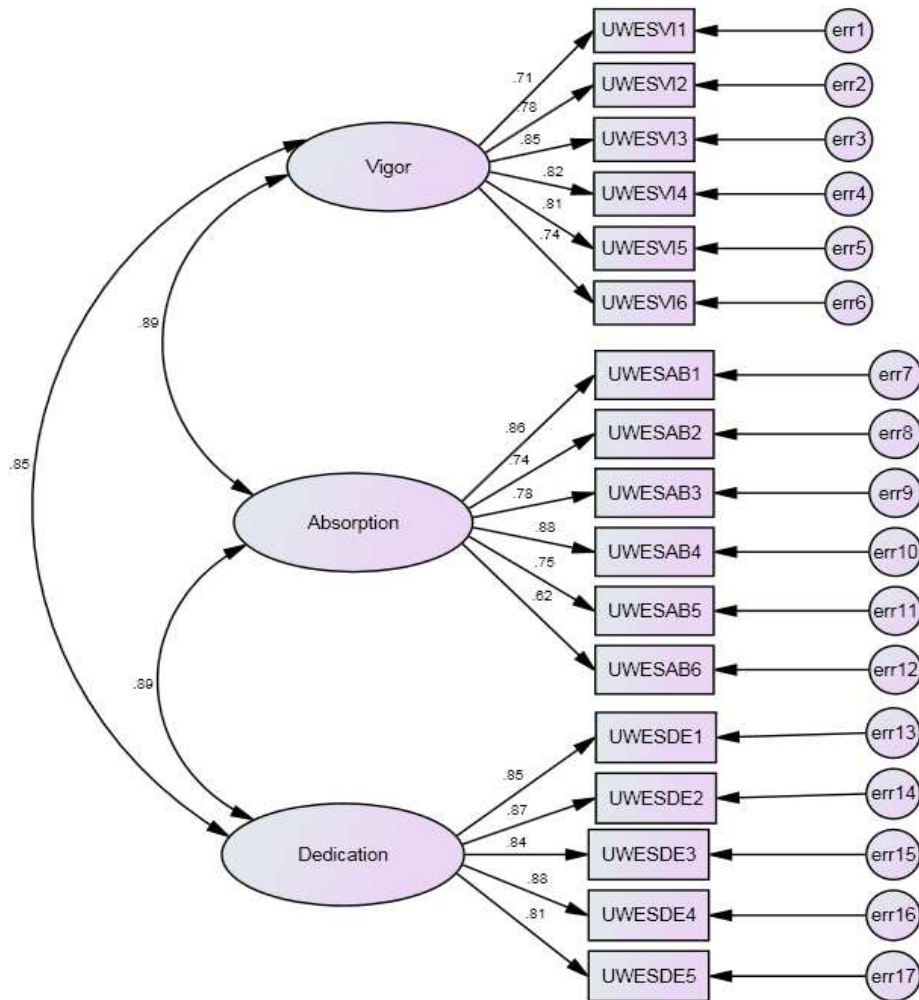 UWESVI1
err1
.71
UWESVI2
err2
.78
UWESVI3
err3
.85
Vigor
UWESVI4
err4
.82
UWESVI5
err5
.81
UWESVI6
err6
.74
.89
UWESAB1
err7
.86
UWESAB2
err8
.74
.85
UWESAB3
err9
.78
Absorption
UWESAB4
err10
.88
UWESAB5
err11
.75
UWESAB6
err12
.62
.89
UWESDE1
err13
.85
UWESDE2
err14
.87
Dedication
UWESDE3
err15
.84
UWESDE4
err16
.88
UWESDE5
err17
.81